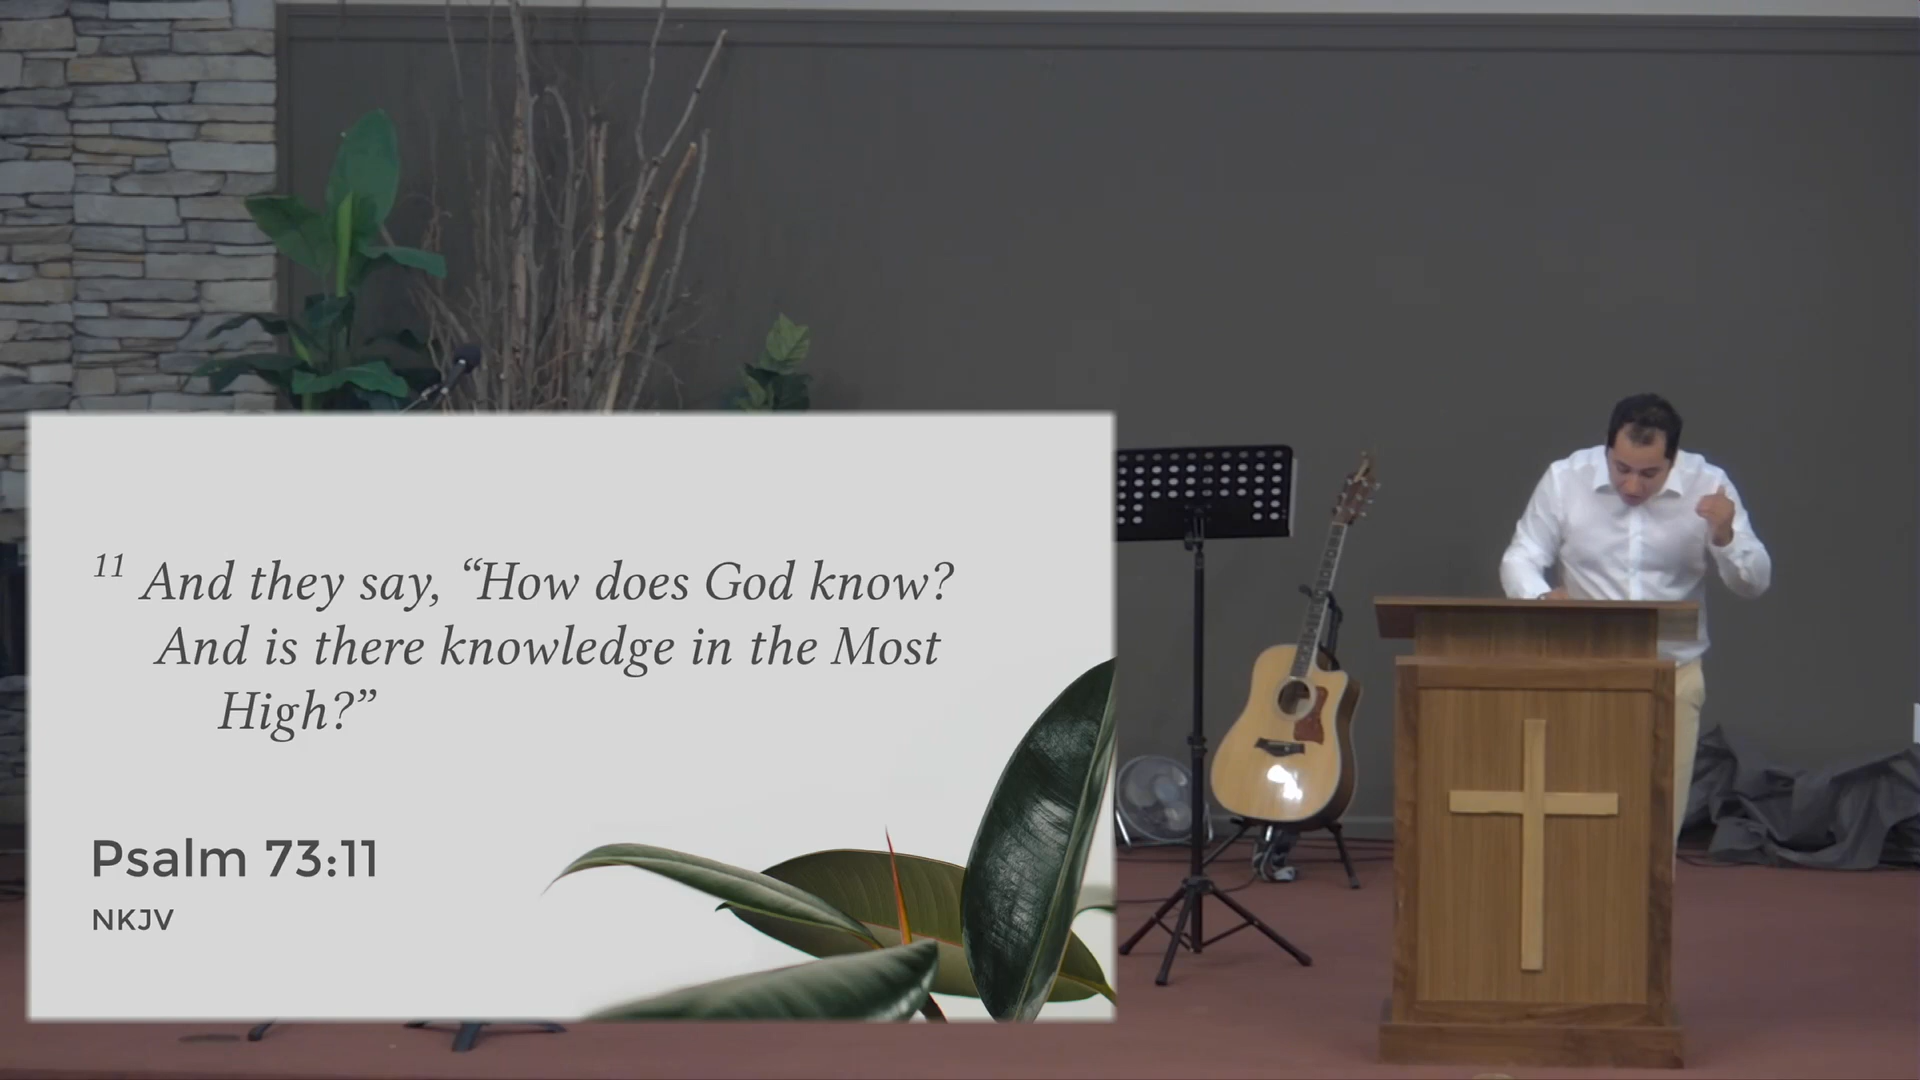 11 And they say, “How does God know?
And is there knowledge in the Most
High?”
Psalm 73:11
NKJV